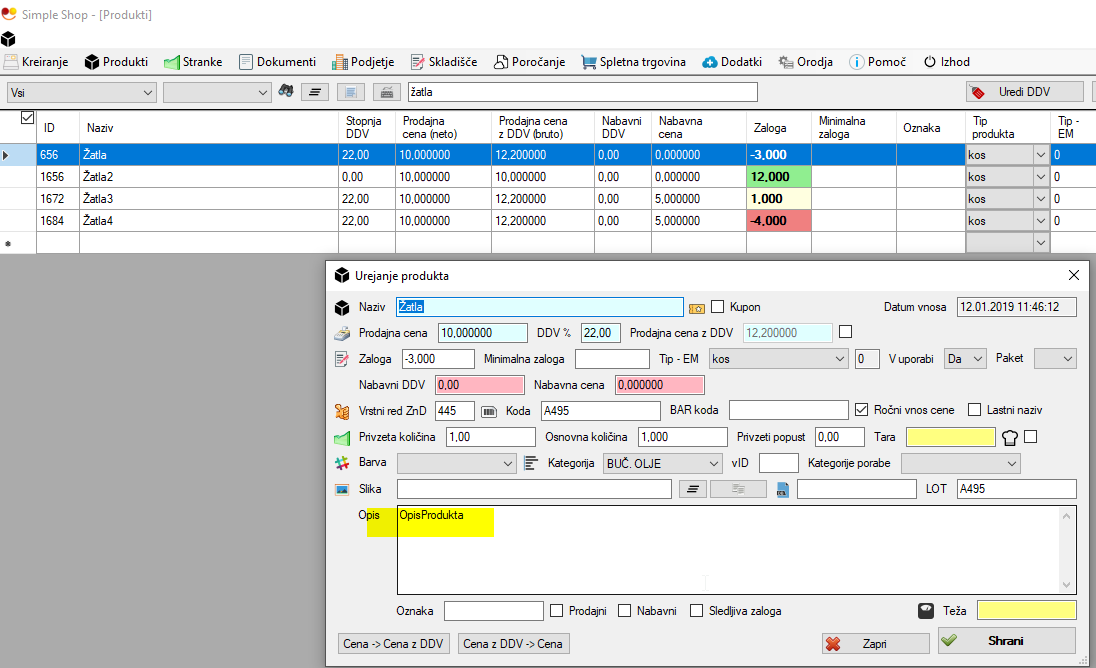 Simple Shop - [Produkti]
Kreiranje Produkti Stranke Dokumenti Podjetje Skladišče Poročanje Spletna trgovina Dodatki Orodja Pomoč Izhod
Vsi žatla Uredi DDV
ID Naziv Stopnja DDV Prodajna cena (neto) Prodajna cena z DDV (bruto) Nabavni DDV Nabavna cena Zaloga Minimalna zaloga Oznaka Tip produkta Tip - EM
656 Žatla 22,00 10,000000 12,200000 0,00 0,000000 -3,000 kos 0
1656 Žatla2 0,00 10,000000 10,000000 0,00 0,000000 12,000 kos 0
1672 Žatla3 22,00 10,000000 12,200000 0,00 5,000000 1,000 kos 0
1684 Žatla4 22,00 10,000000 12,200000 0,00 5,000000 -4,000 kos 0
Urejanje produkta
Naziv Žatla Kupon Datum vnosa 12.01.2019 11:46:12
Prodajna cena 10,000000 DDV % 22,00 Prodajna cena z DDV 12,200000
Zaloga -3,000 Minimalna zaloga Tip - EM kos 0 V uporabi Da Paket
Nabavni DDV 0,00 Nabavna cena 0,000000
Vrstni red ZnD 445 Koda A495 BAR koda Ročni vnos cene Lastni naziv
Privzeta količina 1,00 Osnovna količina 1,000 Privzeti popust 0,00 Tara
Barva Kategorija BUČ. OLJE vID Kategorije porabe
Slika LOT A495
Opis OpisProdukta
Oznaka Prodajni Nabavni Sledljiva zaloga Teža
Cena -> Cena z DDV Cena z DDV -> Cena Zapri Shrani